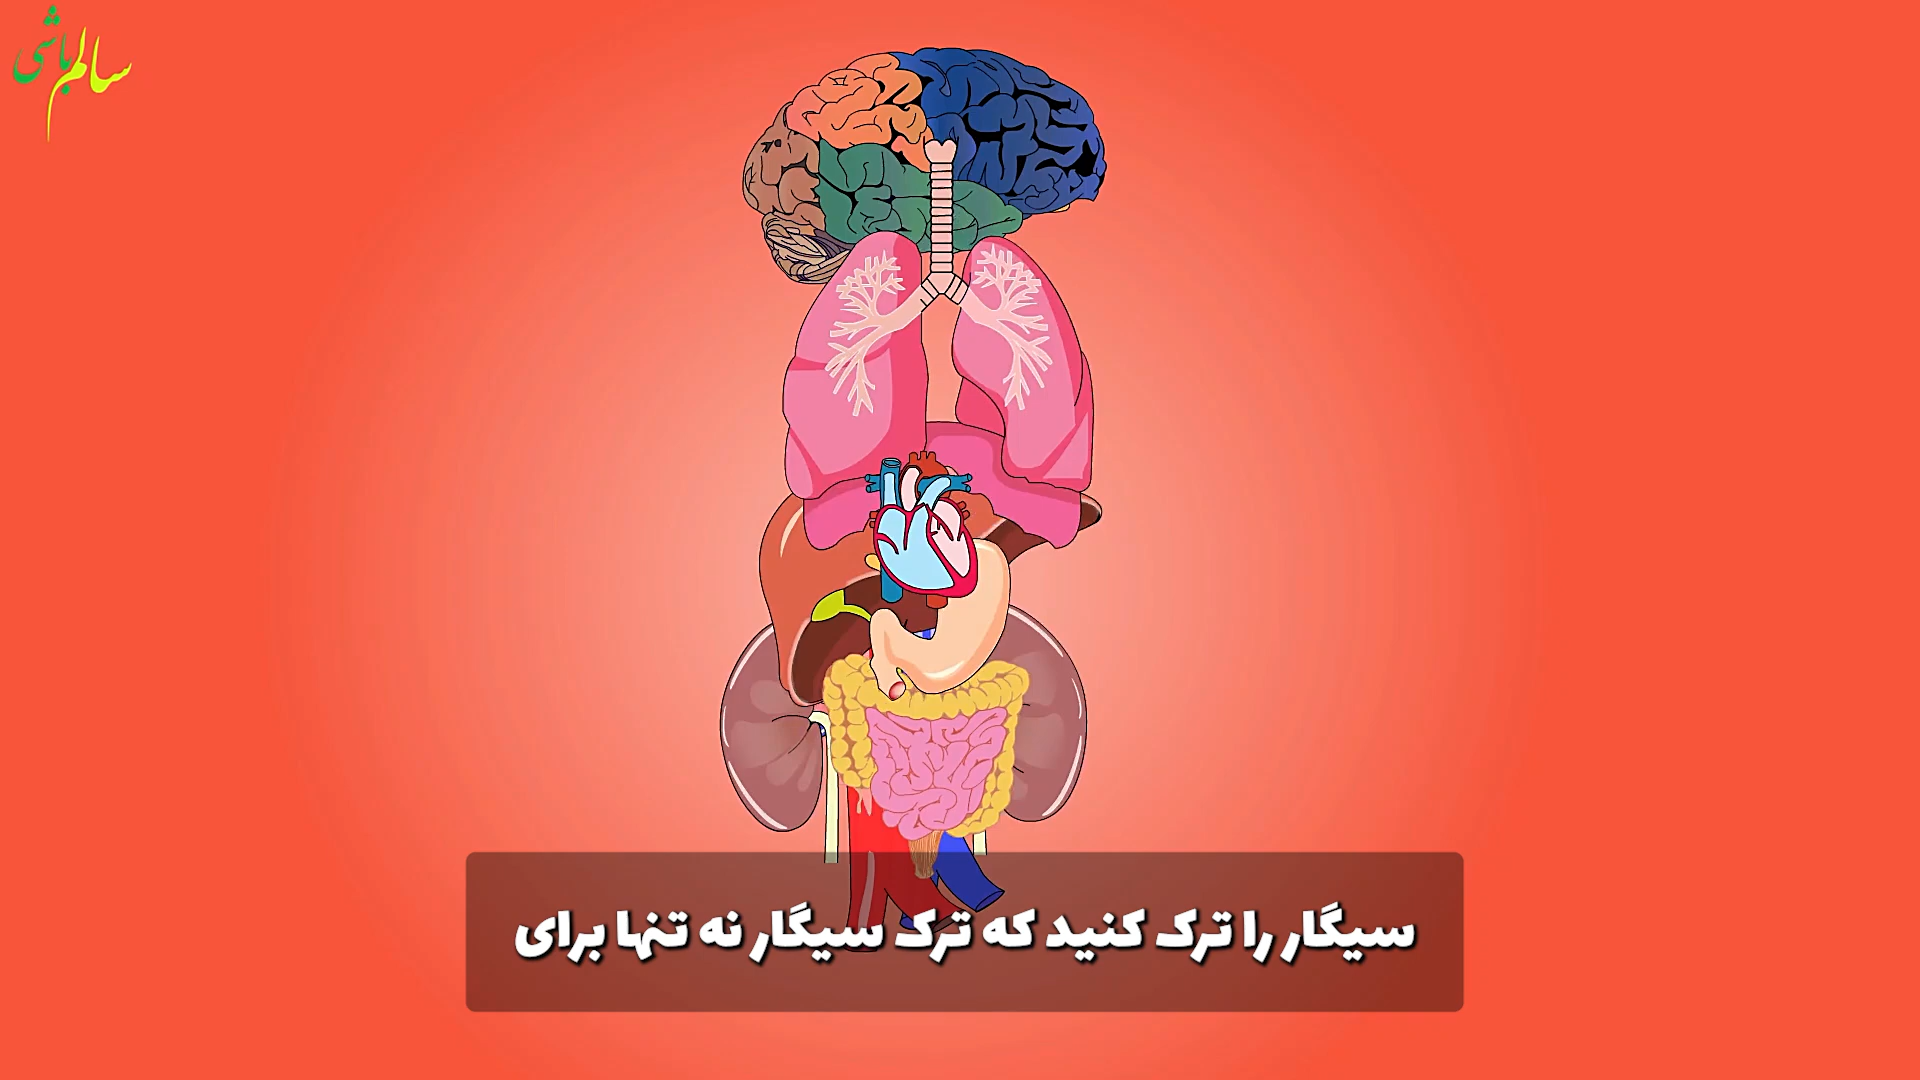 سالم باشی
سیگار را ترک کنید که ترک سیگار نه تنها برای